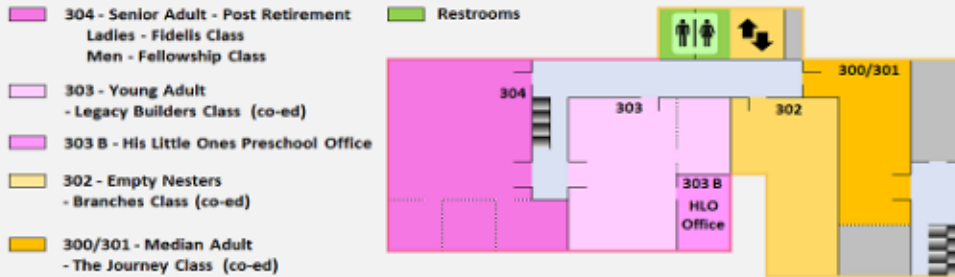 304 - Senior Adult - Post Retirement
Ladies - Fidelis Class
Men - Fellowship Class
303 - Young Adult
- Legacy Builders Class (co-ed)
303 B - His Little Ones Preschool Office
302 - Empty Nesters
- Branches Class (co-ed)
300/301 - Median Adult
- The Journey Class (co-ed)
Restrooms
300/301
304
303
302
303 B
HLO
Office